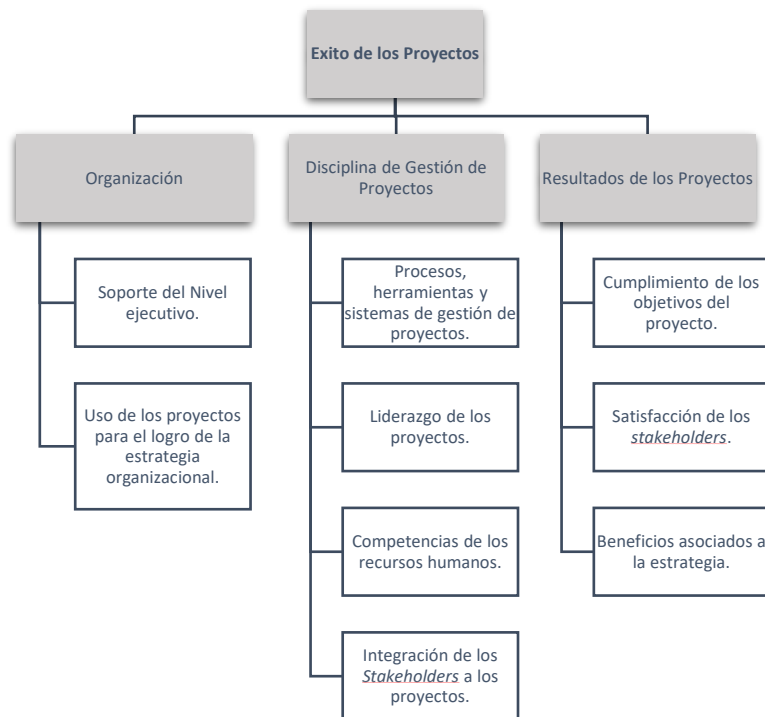 Exito de los Proyectos
Organización
Soporte del Nivel
ejecutivo.
Uso de los proyectos
para el logro de la
estrategia
organizacional.
Disciplina de Gestión de
Proyectos
Procesos,
herramientas y
sistemas de gestión de
proyectos.
Liderazgo de los
proyectos.
Competencias de los
recursos humanos.
Integración de los
Stakeholders a los
proyectos.
Resultados de los Proyectos
Cumplimiento de los
objetivos del
proyecto.
Satisfacción de los
stakeholders.
Beneficios asociados a
la estrategia.